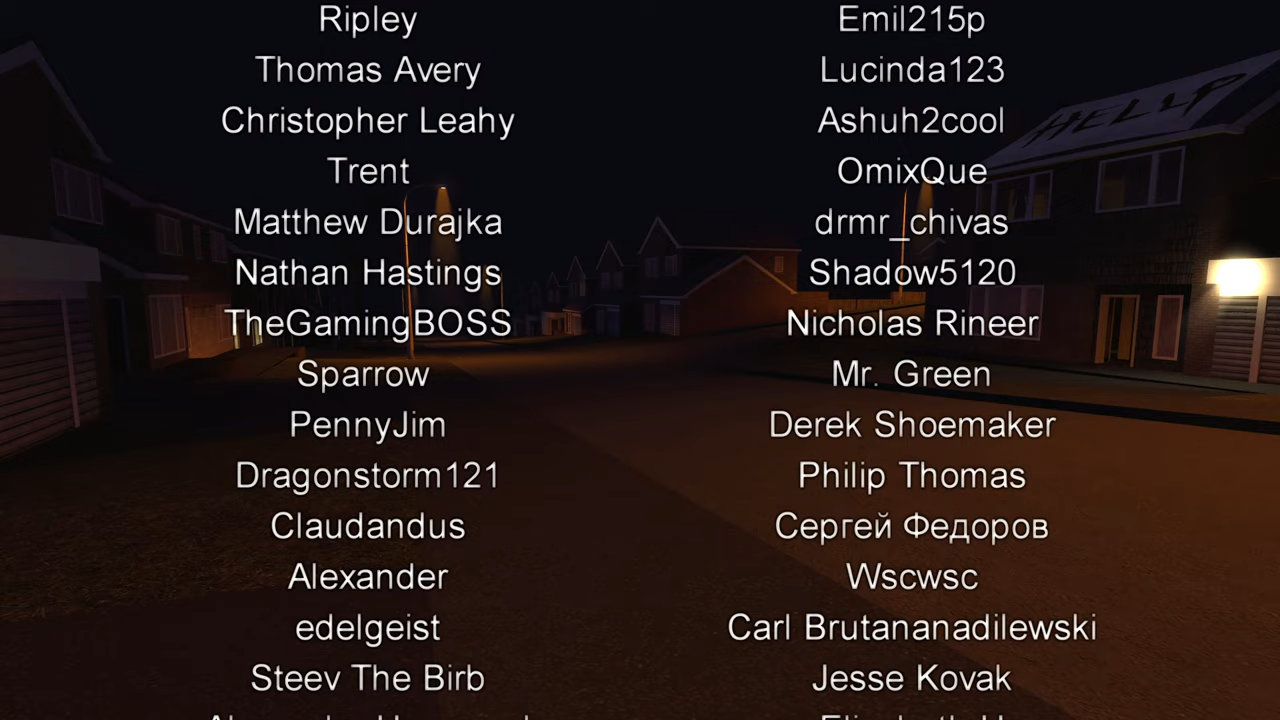 Ripley
Thomas Avery
Christopher Leahy
Trent
Matthew Durajka
Nathan Hastings
TheGamingBOSS
Sparrow
PennyJim
Dragonstorm121
Claudandus
Alexander
edelgeist
Steev The Birb
Emil215p
Lucinda123
Ashuh2cool
OmixQue
drmr_chivas
Shadow5120
Nicholas Rineer
Mr. Green
Derek Shoemaker
Philip Thomas
Сергей Федоров
Wscwsc
Carl Brutananadilewski
Jesse Kovak
HELLP